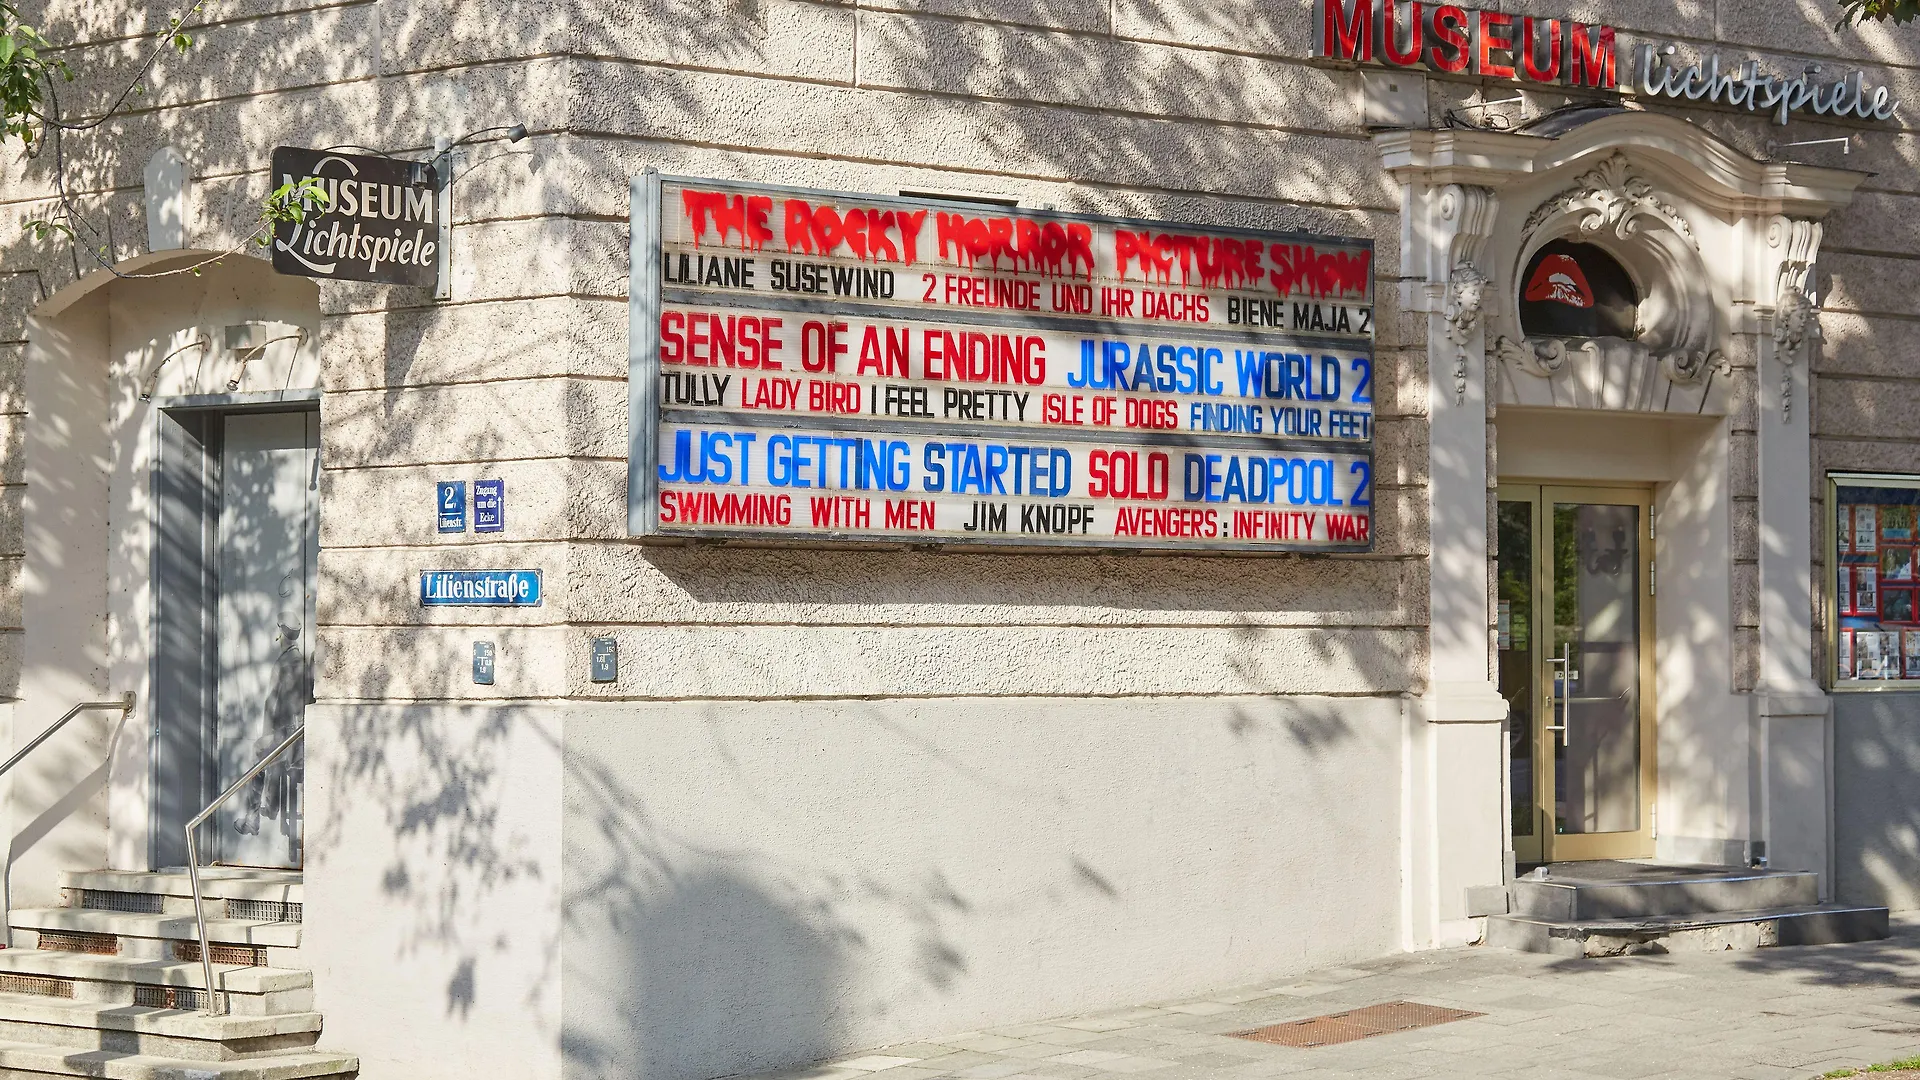 MUSEUM lichtspiele
MUSEUM
Lichtspiele
THE ROCKY HORROR PICTURE SHOW
LILIANE SUSEWIND 2 FREUNDE UND IHR DACHS BIENE MAJA 2
SENSE OF AN ENDING JURASSIC WORLD 2
TULLY LADY BIRD I FEEL PRETTY ISLE OF DOGS FINDING YOUR FEET
JUST GETTING STARTED SOLO DEADPOOL 2
SWIMMING WITH MEN JIM KNOPF AVENGERS: INFINITY WAR
2
Lilienstr.
Zugang
um die
Ecke
Lilienstraße